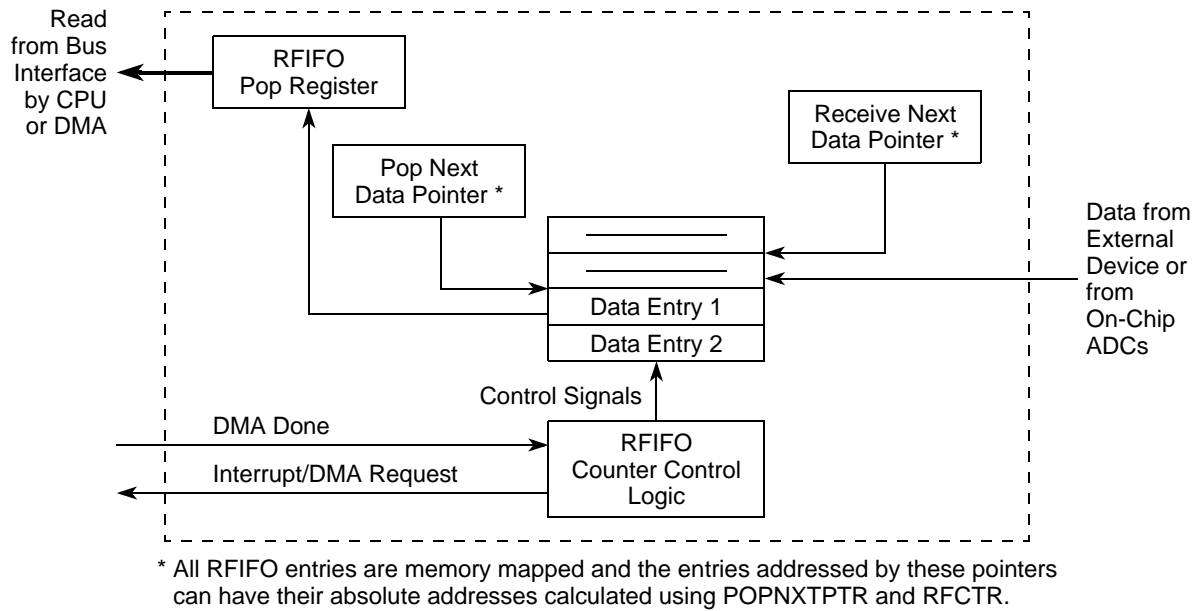 Read
from Bus
Interface
by CPU
or DMA
RFIFO
Pop Register
Receive Next
Data Pointer *
Pop Next
Data Pointer *
Data from
External
Device or
from
On-Chip
ADCs
Data Entry 1
Data Entry 2
Control Signals
DMA Done
RFIFO
Counter Control
Logic
Interrupt/DMA Request
* All RFIFO entries are memory mapped and the entries addressed by these pointers
can have their absolute addresses calculated using POPNXTPTR and RFCTR.